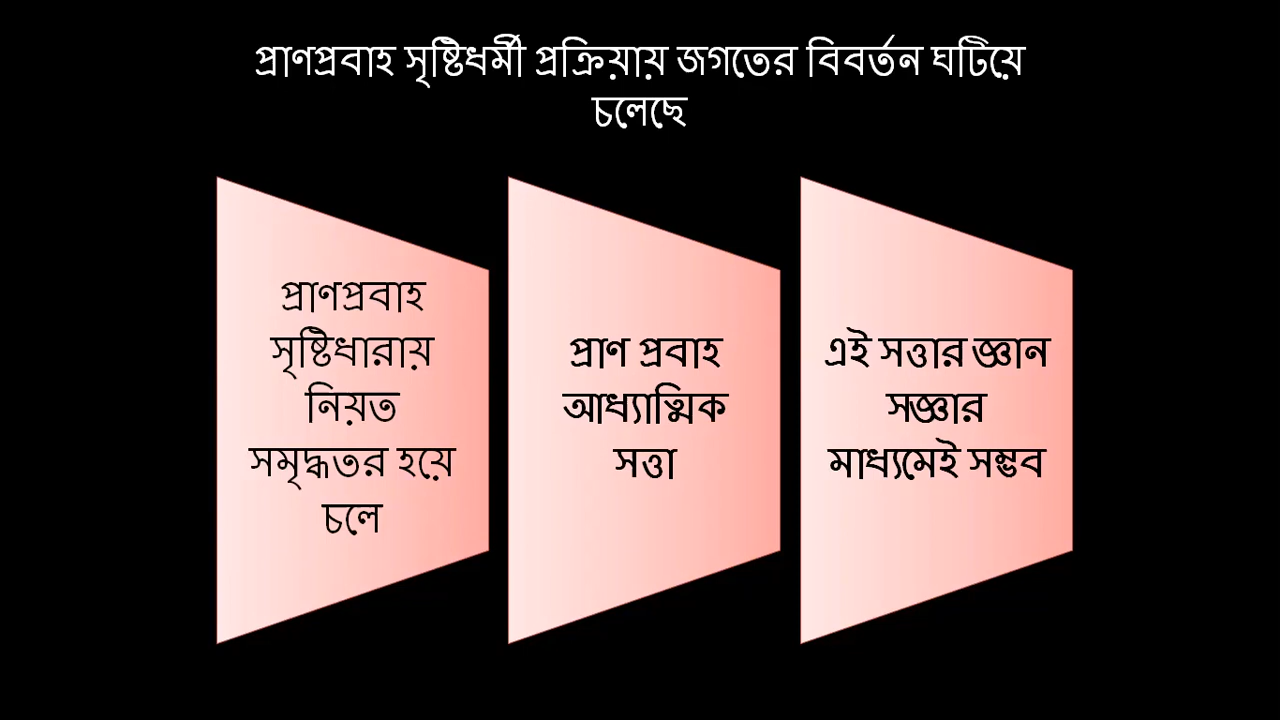 প্রাণপ্রবাহ সৃষ্টিধর্মী প্রক্রিয়ায় জগতের বিবর্তন ঘটিয়ে
চলেছে
প্রাণপ্রবাহ
সৃষ্টিধারায়
নিয়ত
সমৃদ্ধতর হয়ে
চলে
প্রাণ প্রবাহ
আধ্যাত্মিক
সত্তা
এই সত্তার জ্ঞান
সজ্ঞার
মাধ্যমেই সম্ভব